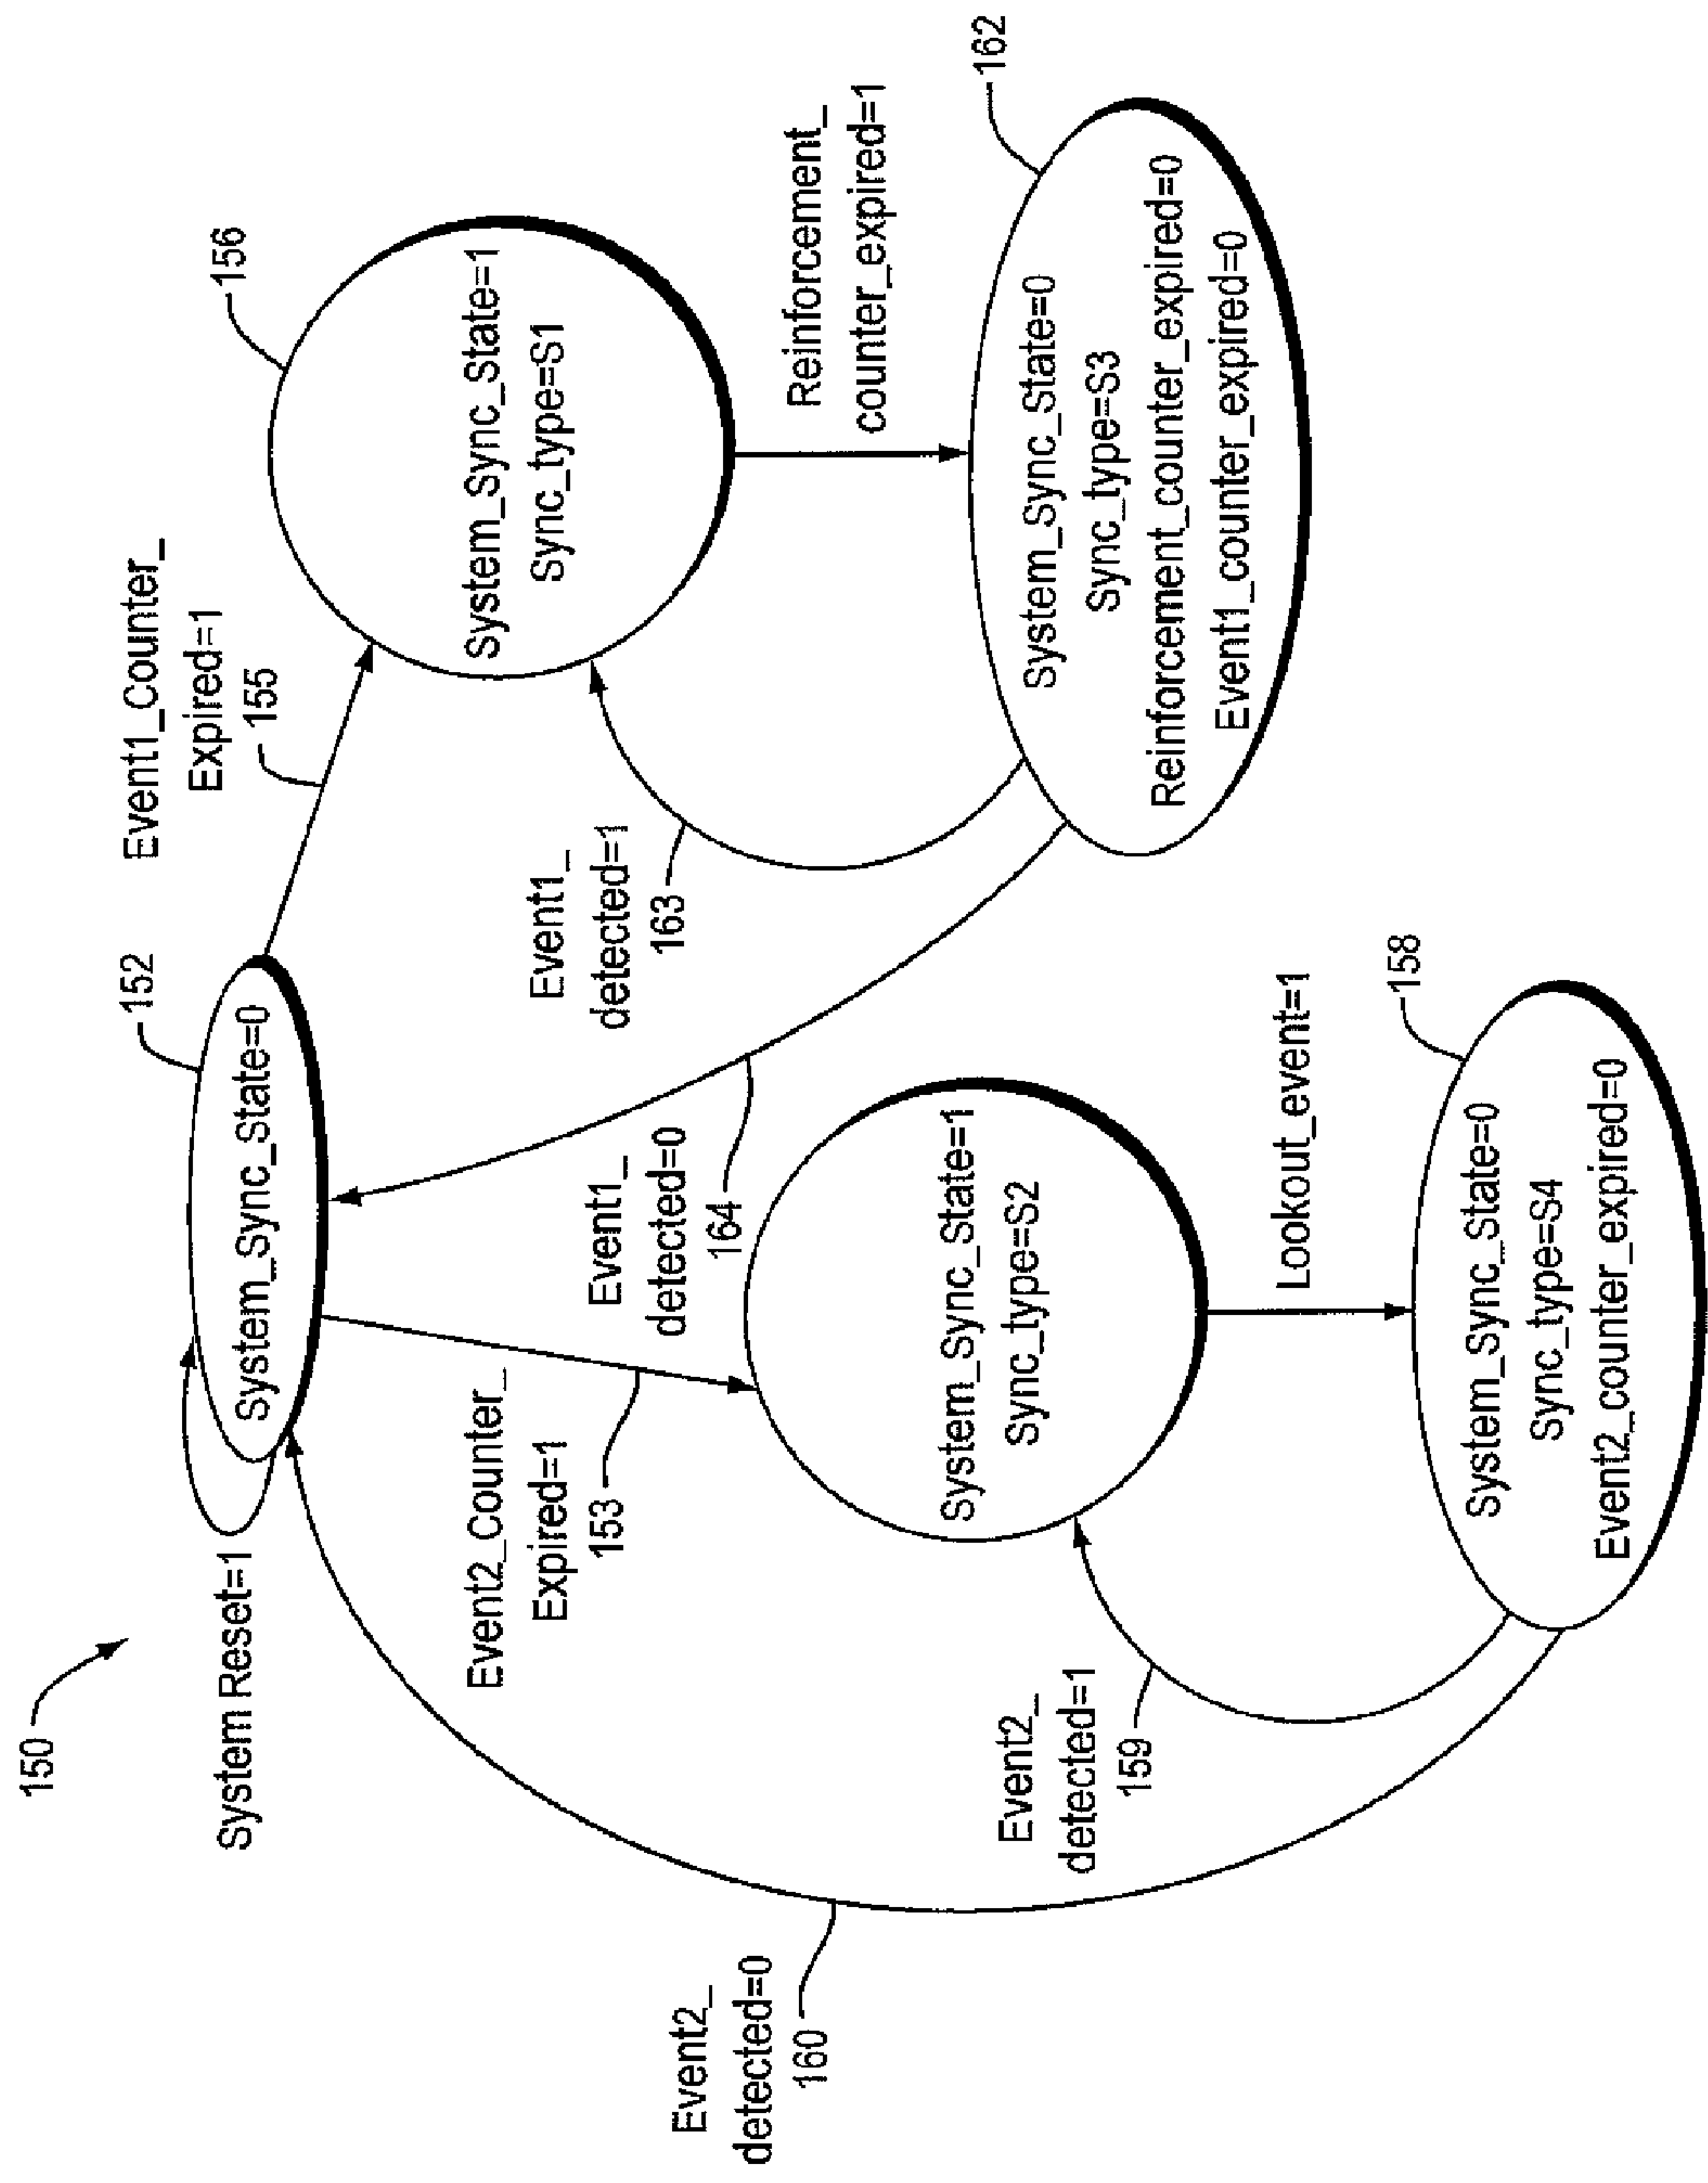 150
System Reset=1
152
System_Sync_State=0
Event1_Counter_
Expired=1
155
156
System_Sync_State=1
Sync_type=S1
Event2_Counter_
Expired=1
153
Event1_
detected=1
163
Reinforcement_
counter_expired=1
Event1_
detected=0
164
162
System_Sync_State=0
Sync_type=S3
Reinforcement_counter_expired=0
Event1_counter_expired=0
Event2_
detected=0
160
System_Sync_State=1
Sync_type=S2
Event2_
detected=1
159
Lookout_event=1
158
System_Sync_State=0
Sync_type=S4
Event2_counter_expired=0